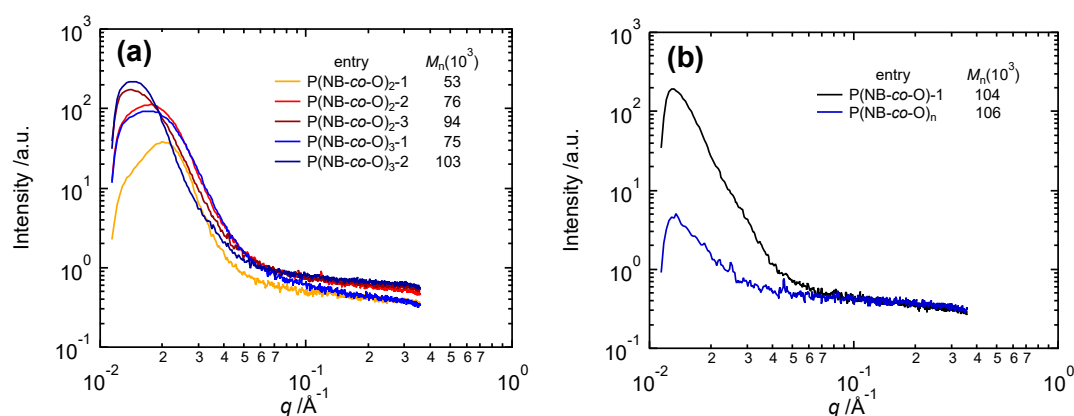 (a)
entry Mn(10³)
P(NB-co-O)₂-1 53
P(NB-co-O)₂-2 76
P(NB-co-O)₂-3 94
P(NB-co-O)₃-1 75
P(NB-co-O)₃-2 103
Intensity /a.u.
10³
10²
10¹
10⁰
10⁻¹
2 3 4 5 6 7 2 3 4 5 6 7
10⁻² 10⁻¹ 10⁰
q /Å⁻¹
(b)
entry Mn(10³)
P(NB-co-O)-1 104
P(NB-co-O)n 106
Intensity /a.u.
10³
10²
10¹
10⁰
10⁻¹
2 3 4 5 6 7 2 3 4 5 6 7
10⁻² 10⁻¹ 10⁰
q /Å⁻¹